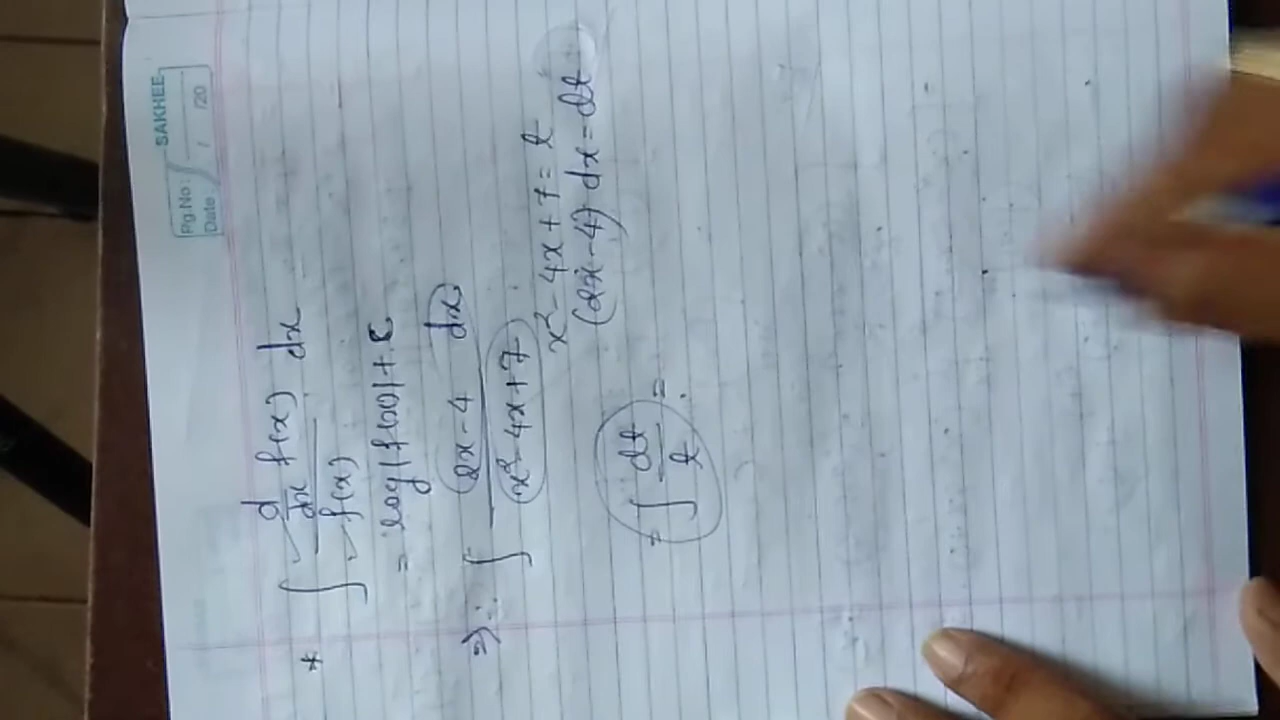 SAKHEE
Pg.No:
Date: / /20
* ∫ d/dx f(x) / f(x) dx
= log|f(x)|+c
⇒ ∫ (2x-4 / x²-4x+7) dx
x²-4x+7=t
(2x-4) dx=dt
= ∫ dt/t =